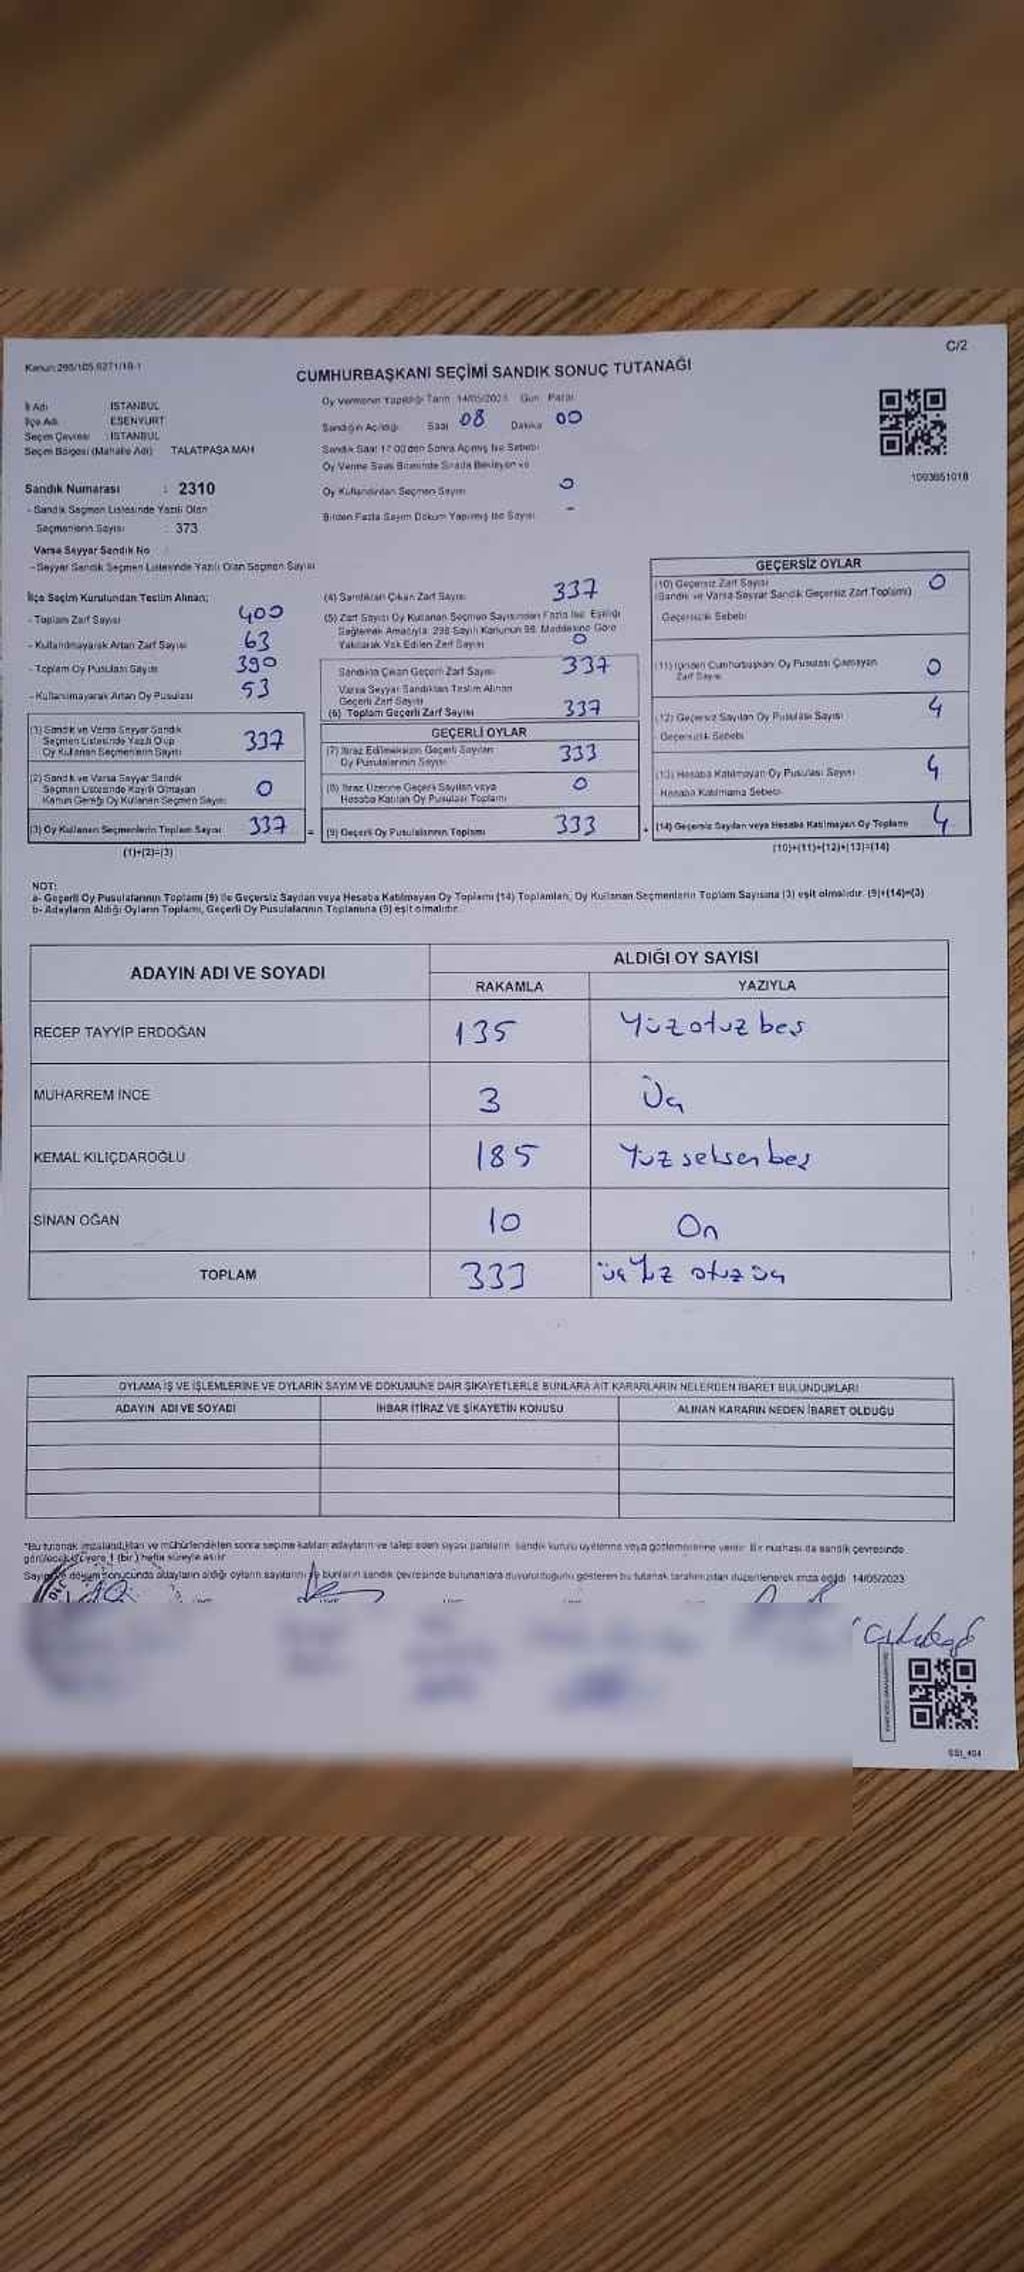 C/2
Kanun:298/105,6271/19-1
CUMHURBAŞKANI SEÇİMİ SANDIK SONUÇ TUTANAĞI
İl Adı : İSTANBUL
İlçe Adı : ESENYURT
Seçim Çevresi : İSTANBUL
Seçim Bölgesi (Mahalle Adı) TALATPAŞA MAH
Sandık Numarası : 2310
- Sandık Seçmen Listesinde Yazılı Olan
Seçmenlerin Sayısı : 373
Varsa Seyyar Sandık No :
- Seyyar Sandık Seçmen Listesinde Yazılı Olan Seçmen Sayısı
Oy Vermenin Yapıldığı Tarih 14/05/2023 Gün Pazar
Sandığın Açıldığı Saat 08 Dakika 00
Sandık Saat 17:00'den Sonra Açılmış İse Sebebi
Oy Verme Saati Bitiminde Sırada Bekleyen ve
Oy Kullandırılan Seçmen Sayısı 0
Birden Fazla Sayım Döküm Yapılmış İse Sayısı -
1093851018
İlçe Seçim Kurulundan Teslim Alınan;
- Toplam Zarf Sayısı 400
- Kullanılmayarak Artan Zarf Sayısı 63
- Toplam Oy Pusulası Sayısı 390
- Kullanılmayarak Artan Oy Pusulası 53
(1) Sandık ve Varsa Seyyar Sandık
Seçmen Listesinde Yazılı Olup
Oy Kullanan Seçmenlerin Sayısı 337
(2) Sandık ve Varsa Seyyar Sandık
Seçmen Listesinde Kayıtlı Olmayan
Kanun Gereği Oy Kullanan Seçmen Sayısı 0
(3) Oy Kullanan Seçmenlerin Toplam Sayısı 337 =
(1)+(2)=(3)
(4) Sandıktan Çıkan Zarf Sayısı 337
(5) Zarf Sayısı Oy Kullanan Seçmen Sayısından Fazla İse, Eşitliği
Sağlamak Amacıyla 298 Sayılı Kanunun 98. Maddesine Göre
Yakılarak Yok Edilen Zarf Sayısı 0
Sandıktan Çıkan Geçerli Zarf Sayısı 337
Varsa Seyyar Sandıktan Teslim Alınan
Geçerli Zarf Sayısı
(6) Toplam Geçerli Zarf Sayısı 337
GEÇERLİ OYLAR
(7) İtiraz Edilmeksizin Geçerli Sayılan
Oy Pusulalarının Sayısı 333
(8) İtiraz Üzerine Geçerli Sayılan veya
Hesaba Katılan Oy Pusulası Toplamı 0
(9) Geçerli Oy Pusulalarının Toplamı 333 +
GEÇERSİZ OYLAR
(10) Geçersiz Zarf Sayısı 0
(Sandık ve Varsa Seyyar Sandık Geçersiz Zarf Toplamı)
Geçersizlik Sebebi
(11) İçinden Cumhurbaşkanı Oy Pusulası Çıkmayan
Zarf Sayısı 0
(12) Geçersiz Sayılan Oy Pusulası Sayısı 4
Geçersizlik Sebebi
(13) Hesaba Katılmayan Oy Pusulası Sayısı 4
Hesaba Katılmama Sebebi
(14) Geçersiz Sayılan veya Hesaba Katılmayan Oy Toplamı 4
(10)+(11)+(12)+(13)=(14)
NOT:
a- Geçerli Oy Pusulalarının Toplamı (9) ile Geçersiz Sayılan veya Hesaba Katılmayan Oy Toplamı (14) Toplamları, Oy Kullanan Seçmenlerin Toplam Sayısına (3) eşit olmalıdır. (9)+(14)=(3)
b- Adayların Aldığı Oyların Toplamı, Geçerli Oy Pusulalarının Toplamına (9) eşit olmalıdır.
ADAYIN ADI VE SOYADI ALDIĞI OY SAYISI
RAKAMLA YAZIYLA
RECEP TAYYİP ERDOĞAN 135 Yüzotuzbeş
MUHARREM İNCE 3 Üç
KEMAL KILIÇDAROĞLU 185 Yüzseksenbeş
SİNAN OĞAN 10 On
TOPLAM 333 üçYüz otuz üç
OYLAMA İŞ VE İŞLEMLERİNE VE OYLARIN SAYIM VE DÖKÜMÜNE DAİR ŞİKAYETLERLE BUNLARA AİT KARARLARIN NELERDEN İBARET BULUNDUKLARI
ADAYIN ADI VE SOYADI İHBAR İTİRAZ VE ŞİKAYETİN KONUSU ALINAN KARARIN NEDEN İBARET OLDUĞU
*Bu tutanak imzalandıktan ve mühürlendikten sonra seçime katılan adayların ve talep eden siyasi partilerin sandık kurulu üyelerine veya gözlemcilerine verilir. Bir nüshası da sandık çevresinde
görülecek bir yere 1 (bir) hafta süreyle asılır.
Sayım döküm sonucunda adayların aldığı oyların sayılarını ve bunların sandık çevresinde bulunanlara duyurulduğunu gösteren bu tutanak tarafımızdan düzenlenerek imza edildi. 14/05/2023
SSI_404